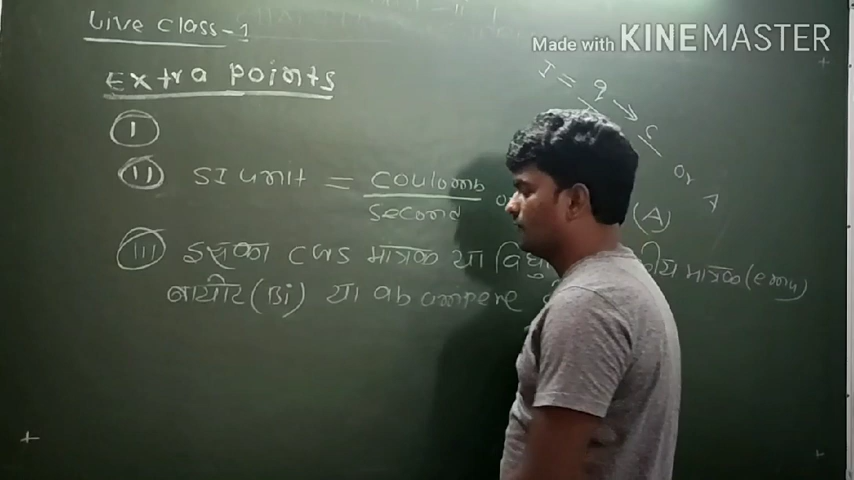 Live class-1
Made with KINEMASTER
Extra points
I = q → C
or A
(I)
(II) SI unit = coulomb / second or (A)
(III) इसका CGS मात्रक या मात्रक (emu)
बायोट (Bi) या ab ampere